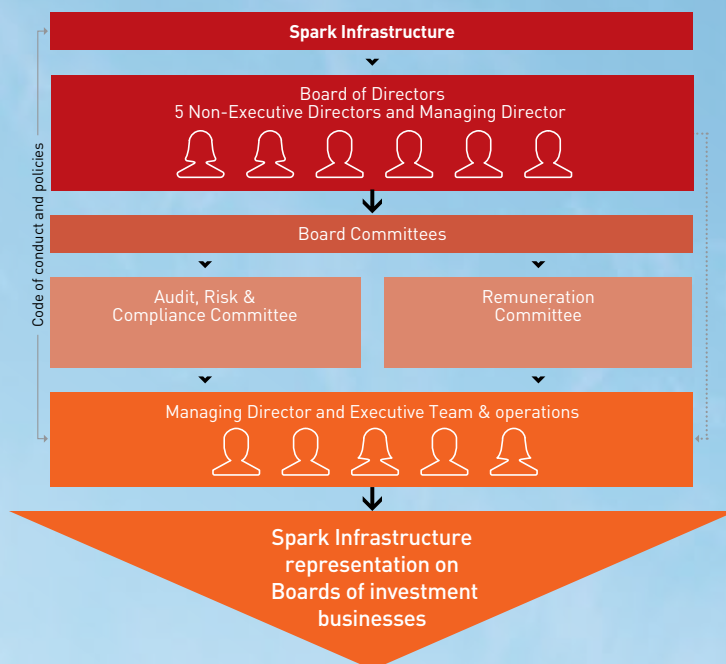 Spark Infrastructure
Board of Directors
5 Non-Executive Directors and Managing Director
Code of conduct and policies
Board Committees
Audit, Risk &
Compliance Committee
Remuneration
Committee
Managing Director and Executive Team & operations
Spark Infrastructure
representation on
Boards of investment
businesses